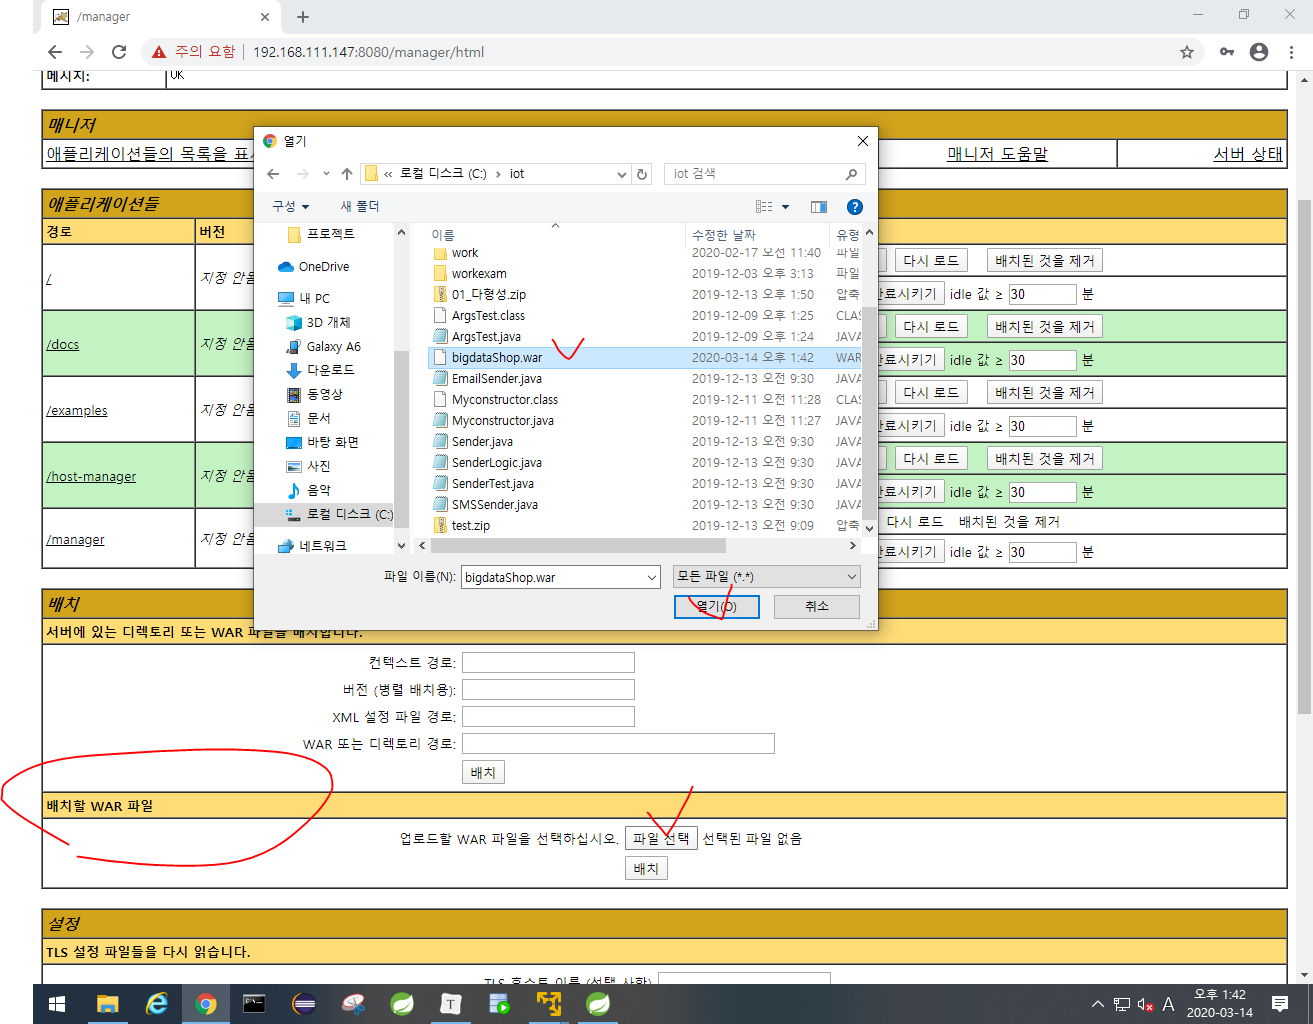 /manager
주의 요함 192.168.111.147:8080/manager/html
메시지: OK
매니저
애플리케이션들의 목록을 표시 매니저 도움말 서버 상태
애플리케이션들
경로 버전
/ 지정 안됨 다시 로드 배치된 것을 제거
만료시키기 idle 값 ≥ 30 분
/docs 지정 안됨 다시 로드 배치된 것을 제거
만료시키기 idle 값 ≥ 30 분
/examples 지정 안됨 다시 로드 배치된 것을 제거
만료시키기 idle 값 ≥ 30 분
/host-manager 지정 안됨 다시 로드 배치된 것을 제거
만료시키기 idle 값 ≥ 30 분
/manager 지정 안됨 다시 로드 배치된 것을 제거
만료시키기 idle 값 ≥ 30 분
열기
« 로컬 디스크 (C:) › iot iot 검색
구성 새 폴더
프로젝트
OneDrive
내 PC
3D 개체
Galaxy A6
다운로드
동영상
문서
바탕 화면
사진
음악
로컬 디스크 (C:)
네트워크
이름 수정한 날짜 유형
work 2020-02-17 오전 11:40 파일
workexam 2019-12-03 오후 3:13 파일
01_다형성.zip 2019-12-13 오후 1:50 압축
ArgsTest.class 2019-12-09 오후 1:25 CLAS
ArgsTest.java 2019-12-09 오후 1:24 JAVA
bigdataShop.war 2020-03-14 오후 1:42 WAR
EmailSender.java 2019-12-13 오전 9:30 JAVA
Myconstructor.class 2019-12-11 오전 11:28 CLAS
Myconstructor.java 2019-12-11 오전 11:27 JAVA
Sender.java 2019-12-13 오전 9:30 JAVA
SenderLogic.java 2019-12-13 오전 9:30 JAVA
SenderTest.java 2019-12-13 오전 9:30 JAVA
SMSSender.java 2019-12-13 오전 9:30 JAVA
test.zip 2019-12-13 오전 9:09 압축
파일 이름(N): bigdataShop.war 모든 파일 (*.*)
열기(O) 취소
배치
서버에 있는 디렉토리 또는 WAR 파일을 배치합니다.
컨텍스트 경로:
버전 (병렬 배치용):
XML 설정 파일 경로:
WAR 또는 디렉토리 경로:
배치
배치할 WAR 파일
업로드할 WAR 파일을 선택하십시오. 파일 선택 선택된 파일 없음
배치
설정
TLS 설정 파일들을 다시 읽습니다.
TLS 호스트 이름 (선택 사항)
A 오후 1:42
2020-03-14